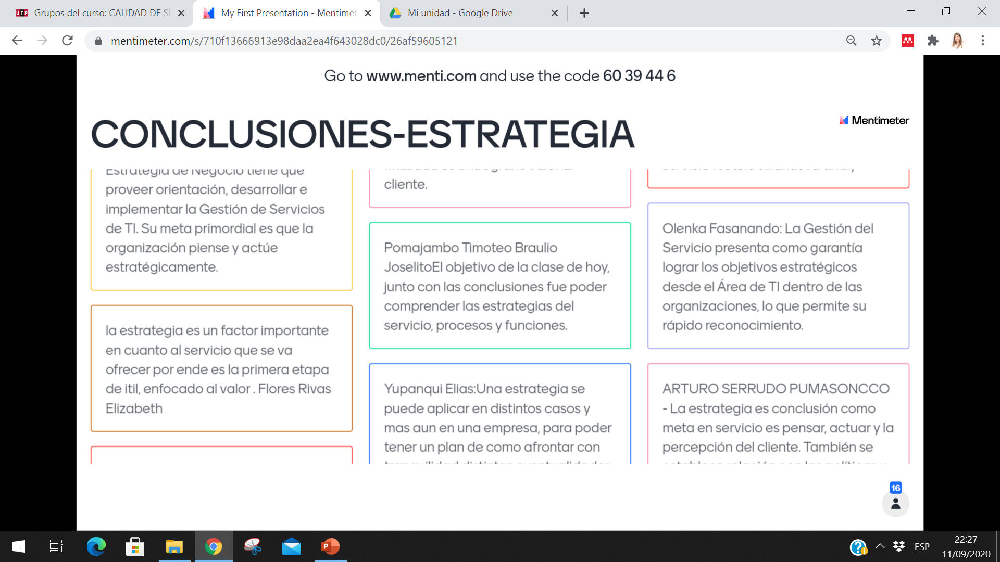 UTP Grupos del curso: CALIDAD DE SE
My First Presentation - Mentimet
Mi unidad - Google Drive
mentimeter.com/s/710f13666913e98daa2ea4f643028dc0/26af59605121
Go to www.menti.com and use the code 60 39 44 6
CONCLUSIONES-ESTRATEGIA
Mentimeter
Estrategia de Negocio tiene que
proveer orientación, desarrollar e
implementar la Gestión de Servicios
de TI. Su meta primordial es que la
organización piense y actúe
estratégicamente.
la estrategia es un factor importante
en cuanto al servicio que se va
ofrecer por ende es la primera etapa
de itil, enfocado al valor . Flores Rivas
Elizabeth
cliente.
Pomajambo Timoteo Braulio
JoselitoEl objetivo de la clase de hoy,
junto con las conclusiones fue poder
comprender las estrategias del
servicio, procesos y funciones.
Yupanqui Elias:Una estrategia se
puede aplicar en distintos casos y
mas aun en una empresa, para poder
tener un plan de como afrontar con
tranquilidad distintas eventualidades
Olenka Fasanando: La Gestión del
Servicio presenta como garantía
lograr los objetivos estratégicos
desde el Área de TI dentro de las
organizaciones, lo que permite su
rápido reconocimiento.
ARTURO SERRUDO PUMASONCCO
- La estrategia es conclusión como
meta en servicio es pensar, actuar y la
percepción del cliente. También se
16
ESP
22:27
11/09/2020